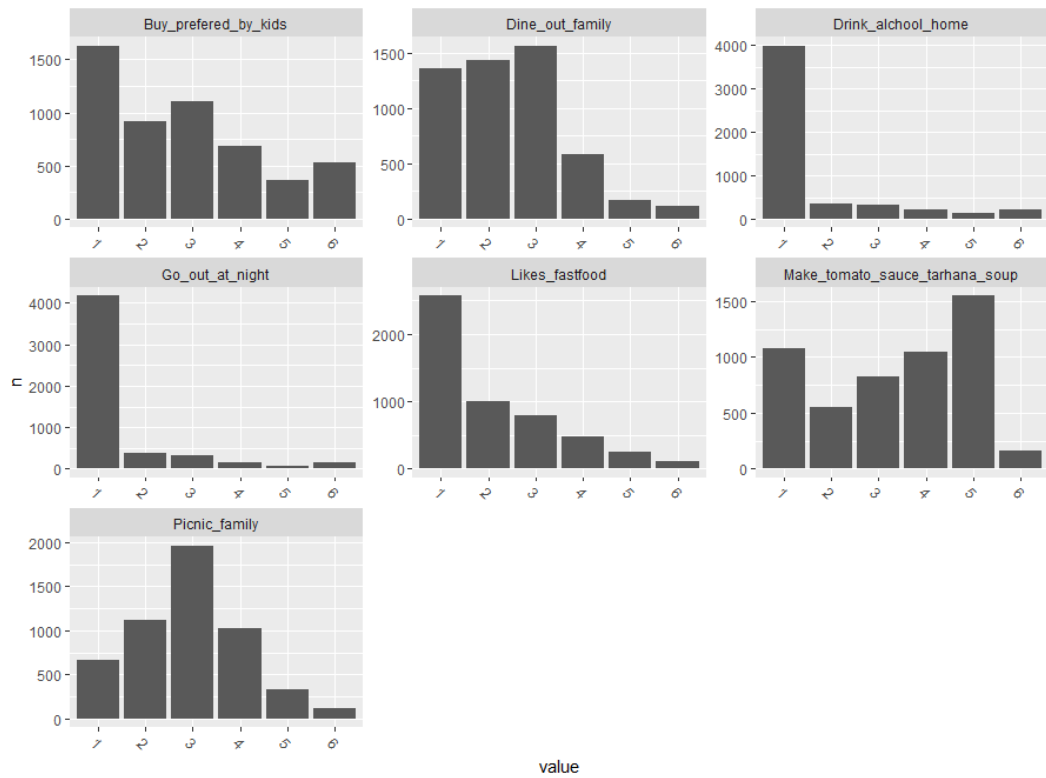 Buy_prefered_by_kids
Dine_out_family
Drink_alchool_home
1500
1000
500
0
1500
1000
500
0
4000
3000
2000
1000
0
1 2 3 4 5 6
1 2 3 4 5 6
1 2 3 4 5 6
Go_out_at_night
Likes_fastfood
Make_tomato_sauce_tarhana_soup
n
4000
3000
2000
1000
0
2000
1000
0
1500
1000
500
0
1 2 3 4 5 6
1 2 3 4 5 6
1 2 3 4 5 6
Picnic_family
2000
1500
1000
500
0
1 2 3 4 5 6
value